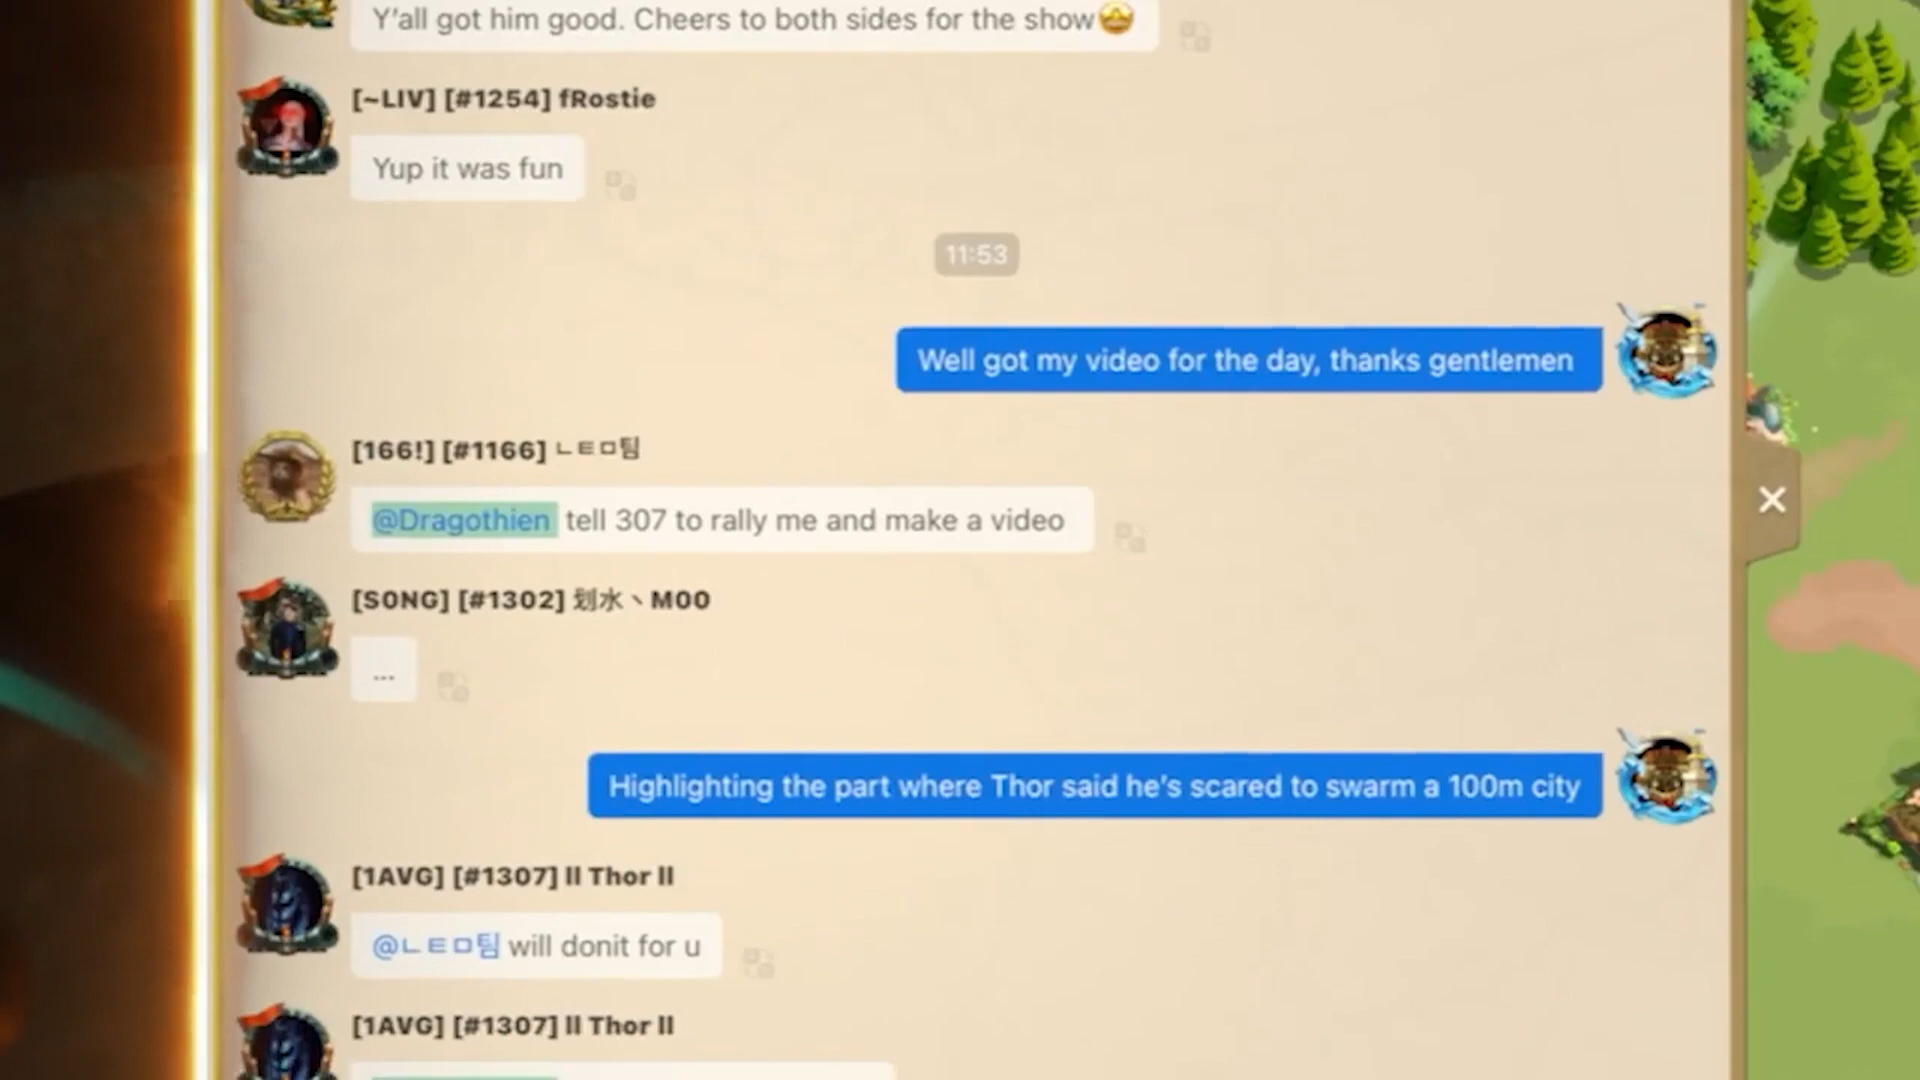 Y'all got him good. Cheers to both sides for the show🤩
[~LIV] [#1254] fRostie
Yup it was fun
11:53
Well got my video for the day, thanks gentlemen
[166!] [#1166] ㄴㅌㅁ팀
@Dragothien tell 307 to rally me and make a video
[SONG] [#1302] 划水丶MOO
...
Highlighting the part where Thor said he's scared to swarm a 100m city
[1AVG] [#1307] ll Thor ll
@ㄴㅌㅁ팀 will donit for u
[1AVG] [#1307] ll Thor ll